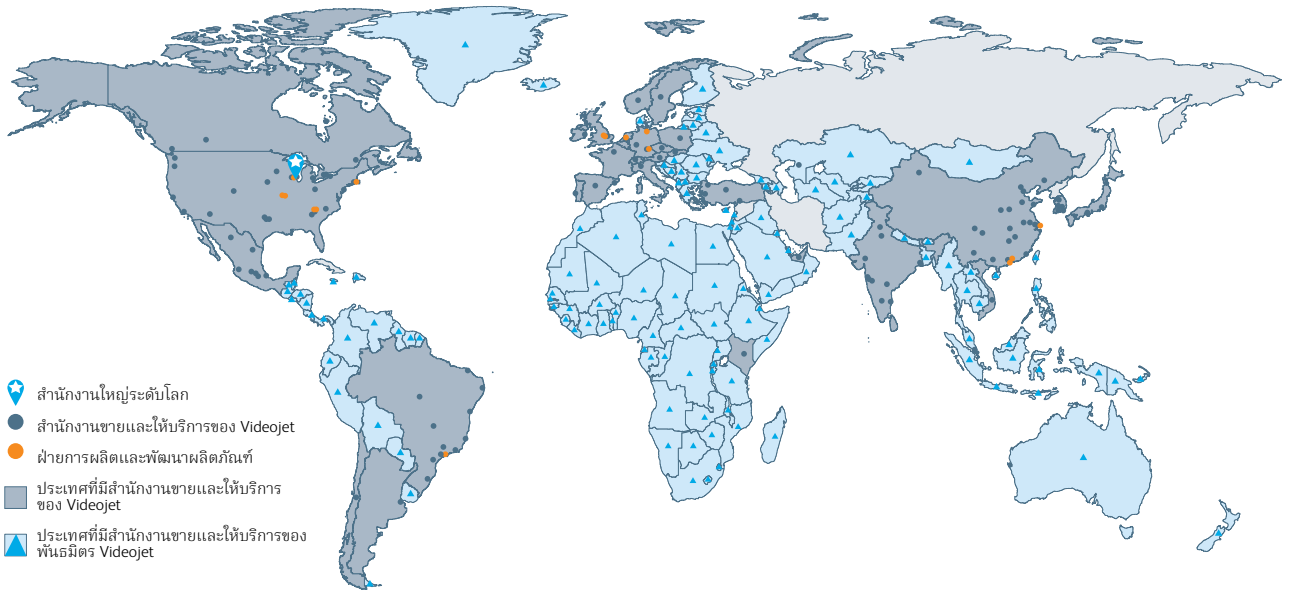 สำนักงานใหญ่ระดับโลก
สำนักงานขายและให้บริการของ Videojet
ฝ่ายการผลิตและพัฒนาผลิตภัณฑ์
ประเทศที่มีสำนักงานขายและให้บริการ
ของ Videojet
ประเทศที่มีสำนักงานขายและให้บริการของ
พันธมิตร Videojet